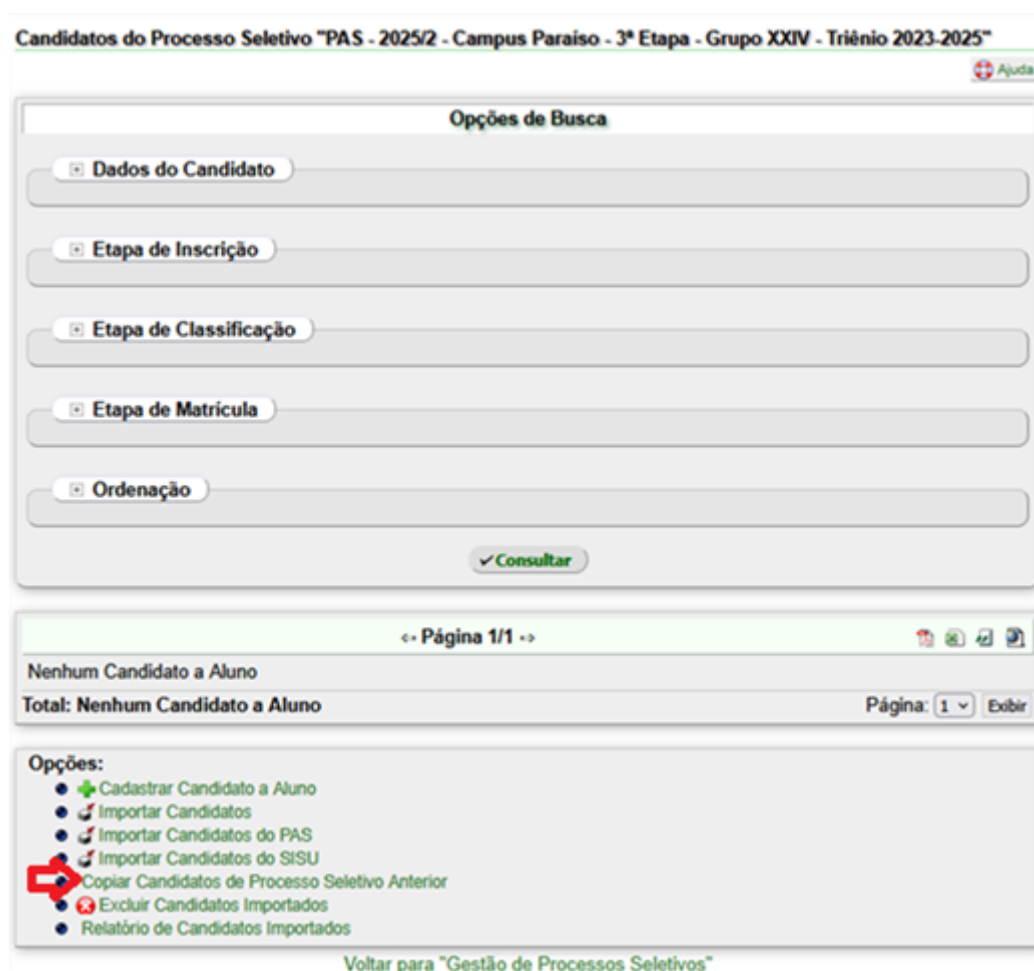 Candidatos do Processo Seletivo "PAS - 2025/2 - Campus Paraiso - 3ª Etapa - Grupo XXIV - Triênio 2023-2025"
Ajuda
Opções de Busca
Dados do Candidato
Etapa de Inscrição
Etapa de Classificação
Etapa de Matrícula
Ordenação
Consultar
Página 1/1
Nenhum Candidato a Aluno
Total: Nenhum Candidato a Aluno Página: 1 Exibir
Opções:
Cadastrar Candidato a Aluno
Importar Candidatos
Importar Candidatos do PAS
Importar Candidatos do SISU
Copiar Candidatos de Processo Seletivo Anterior
Excluir Candidatos Importados
Relatório de Candidatos Importados
Voltar para "Gestão de Processos Seletivos"